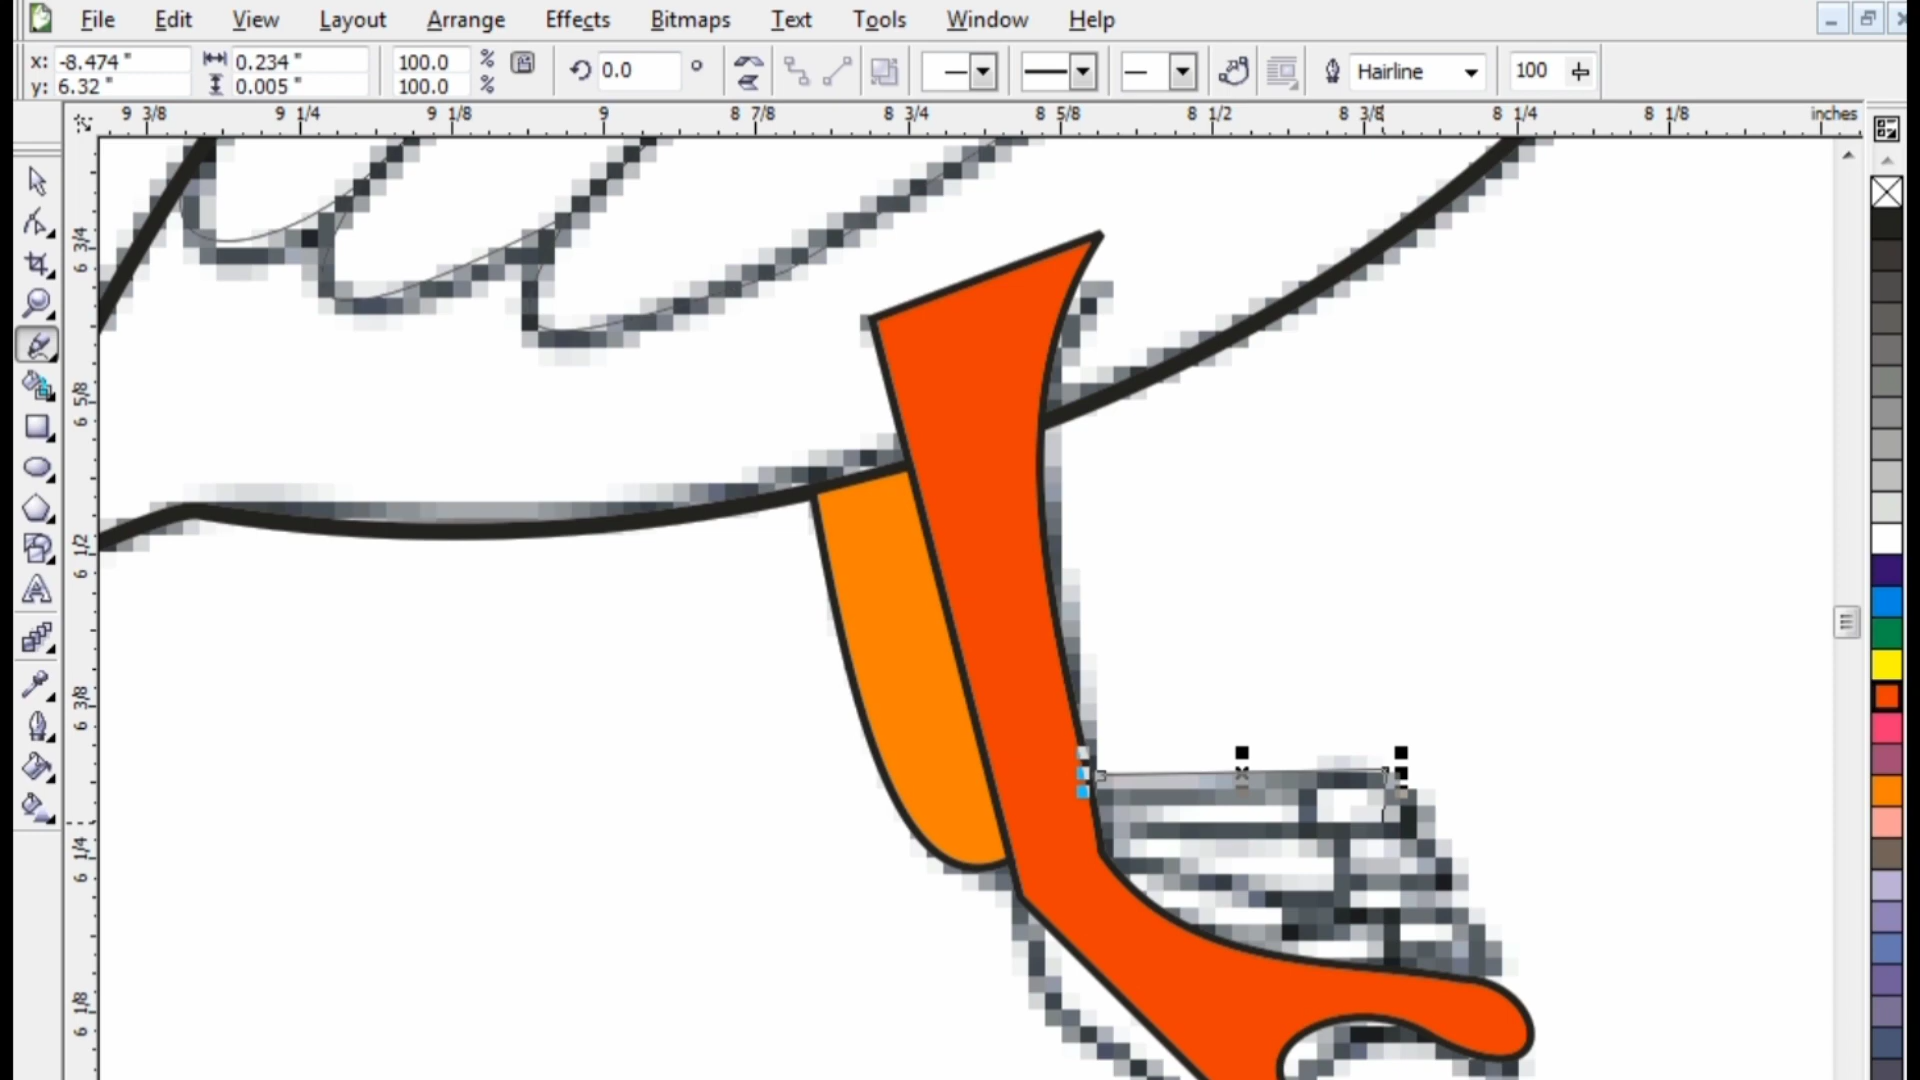 File Edit View Layout Arrange Effects Bitmaps Text Tools Window Help
x: -8.474 " 0.234 " 100.0 % 0.0 ° Hairline 100
y: 6.32 " 0.005 " 100.0 %
9 3/8 9 1/4 9 1/8 9 8 7/8 8 3/4 8 5/8 8 1/2 8 3/8 8 1/4 8 1/8 inches
6 3/4
6 5/8
6 1/2
6 3/8
6 1/4
6 1/8